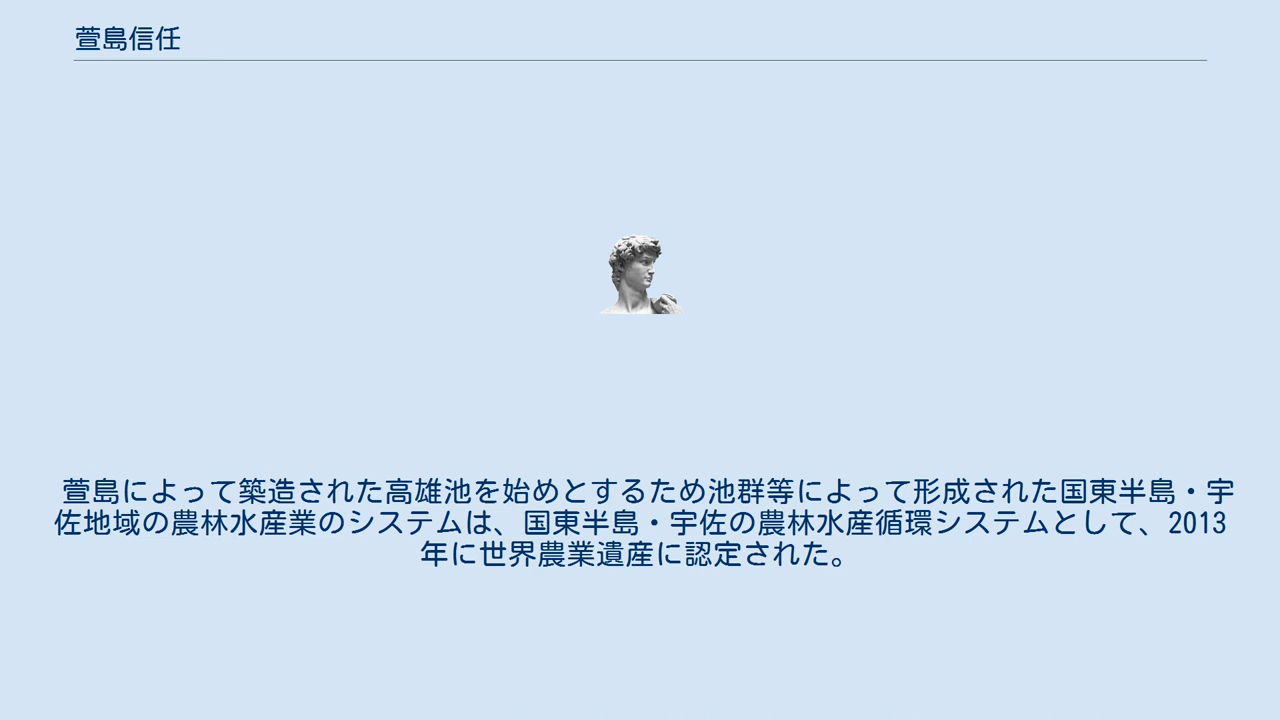 萱島信任
萱島によって築造された高雄池を始めとするため池群等によって形成された国東半島・宇
佐地域の農林水産業のシステムは、国東半島・宇佐の農林水産循環システムとして、2013
年に世界農業遺産に認定された。